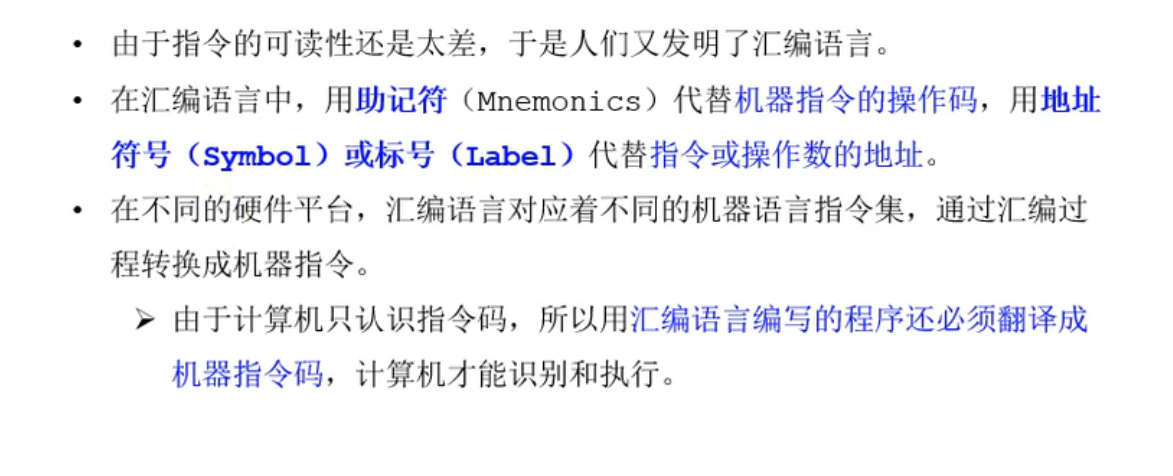 • 由于指令的可读性还是太差，于是人们又发明了汇编语言。
• 在汇编语言中，用助记符（Mnemonics）代替机器指令的操作码，用地址
符号（Symbol）或标号（Label）代替指令或操作数的地址。
• 在不同的硬件平台，汇编语言对应着不同的机器语言指令集，通过汇编过
程转换成机器指令。
➢ 由于计算机只认识指令码，所以用汇编语言编写的程序还必须翻译成
机器指令码，计算机才能识别和执行。